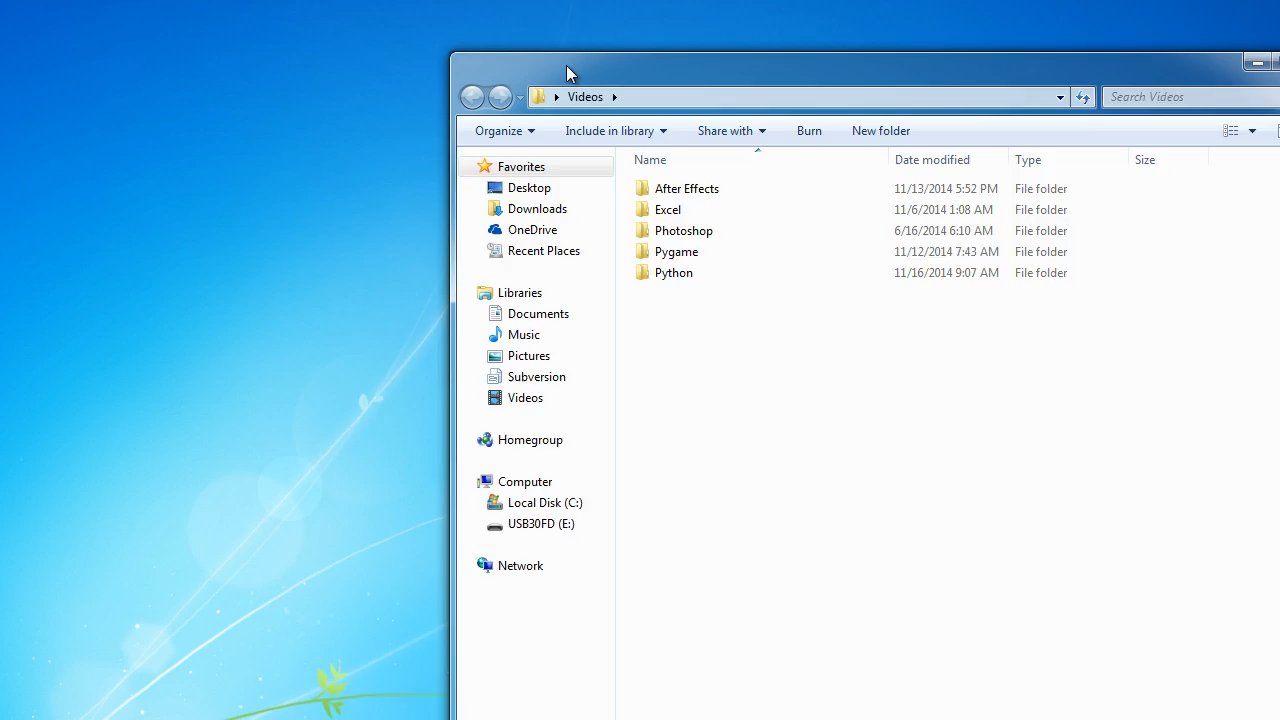 Videos
Search Videos
Organize Include in library Share with Burn New folder
Name Date modified Type Size
Favorites
Desktop
Downloads
OneDrive
Recent Places
Libraries
Documents
Music
Pictures
Subversion
Videos
Homegroup
Computer
Local Disk (C:)
USB30FD (E:)
Network
After Effects 11/13/2014 5:52 PM File folder
Excel 11/6/2014 1:08 AM File folder
Photoshop 6/16/2014 6:10 AM File folder
Pygame 11/12/2014 7:43 AM File folder
Python 11/16/2014 9:07 AM File folder